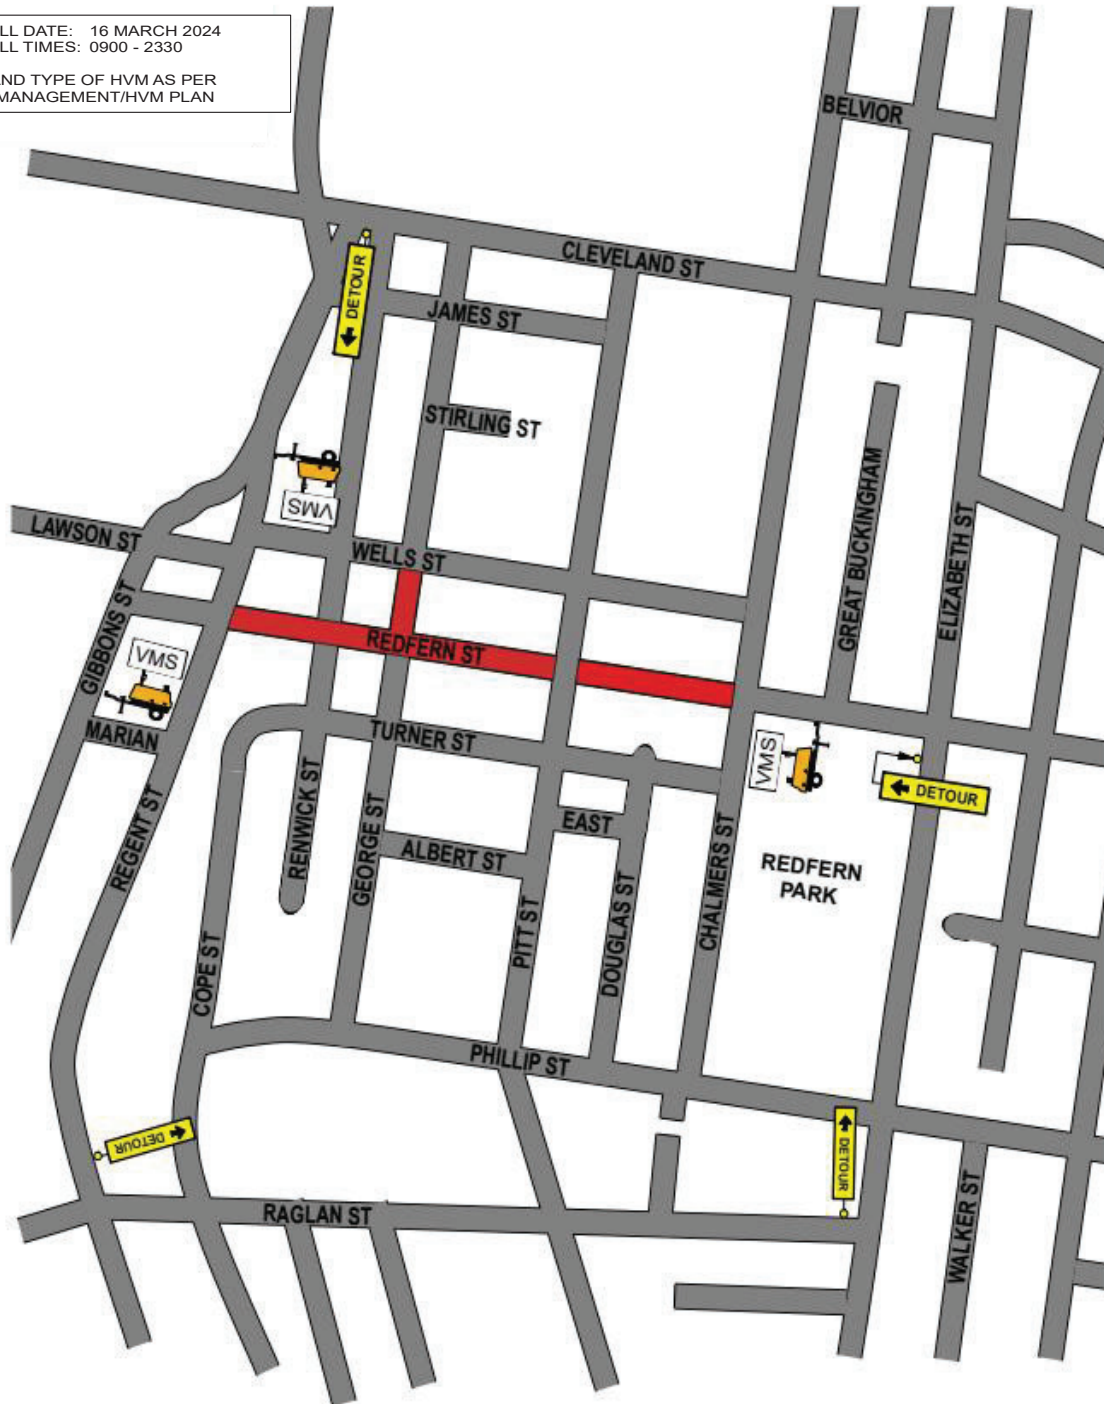 LL DATE: 16 MARCH 2024
LL TIMES: 0900 - 2330
AND TYPE OF HVM AS PER
MANAGEMENT/HVM PLAN
BELVIOR
CLEVELAND ST
DETOUR
JAMES ST
STIRLING ST
VMS
LAWSON ST
WELLS ST
GREAT BUCKINGHAM
ELIZABETH ST
GIBBONS ST
VMS
REDFERN ST
MARIAN
TURNER ST
VMS
DETOUR
REGENT ST
RENWICK ST
GEORGE ST
EAST
ALBERT ST
CHALMERS ST
REDFERN
PARK
PITT ST
DOUGLAS ST
COPE ST
PHILLIP ST
DETOUR
DETOUR
RAGLAN ST
WALKER ST